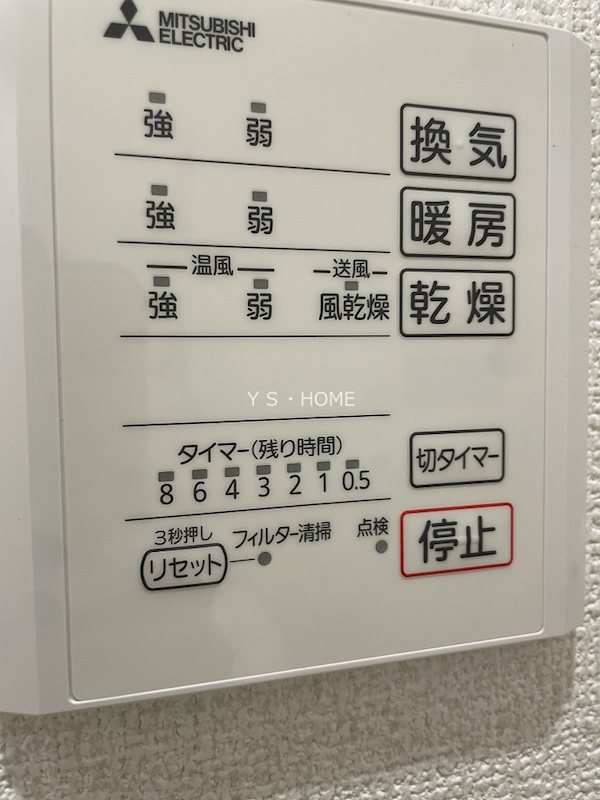 MITSUBISHI
ELECTRIC
強 弱 換気
強 弱 暖房
温風 送風
強 弱 風乾燥 乾燥
Y S ・ HOME
タイマー(残り時間) 切タイマー
8 6 4 3 2 1 0.5
3秒押し フィルター清掃 点検
リセット 停止